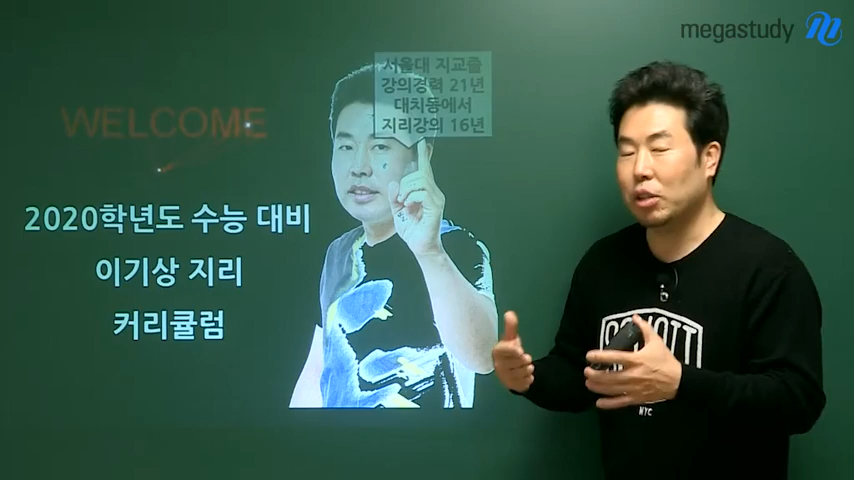 megastudy
서울대 지교졸
강의경력 21년
대치동에서
지리강의 16년
WELCOME
2020학년도 수능 대비
이기상 지리
커리큘럼
NYC